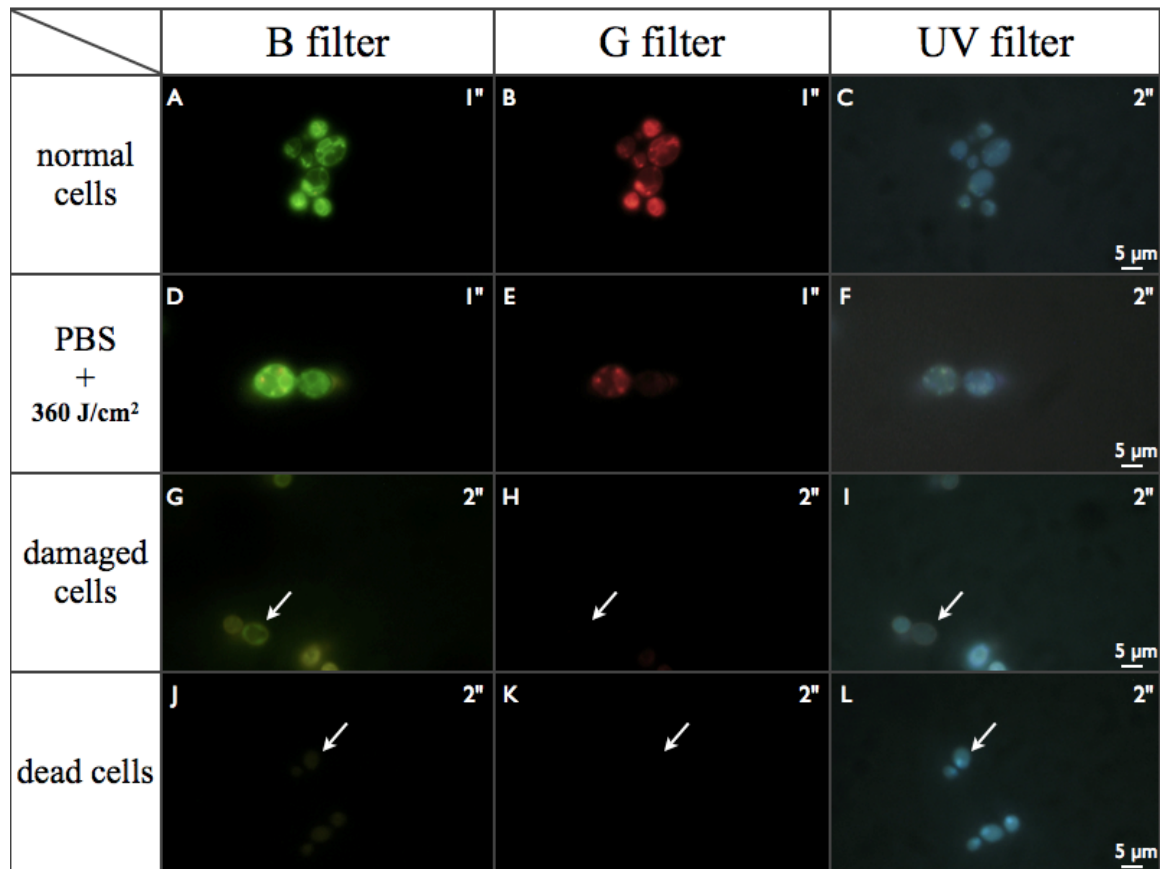 B filter
G filter
UV filter
normal
cells
A
1"
B
1"
C
2"
5 μm
PBS
+
360 J/cm²
D
1"
E
1"
F
2"
5 μm
damaged
cells
G
2"
H
2"
I
2"
5 μm
dead cells
J
2"
K
2"
L
2"
5 μm